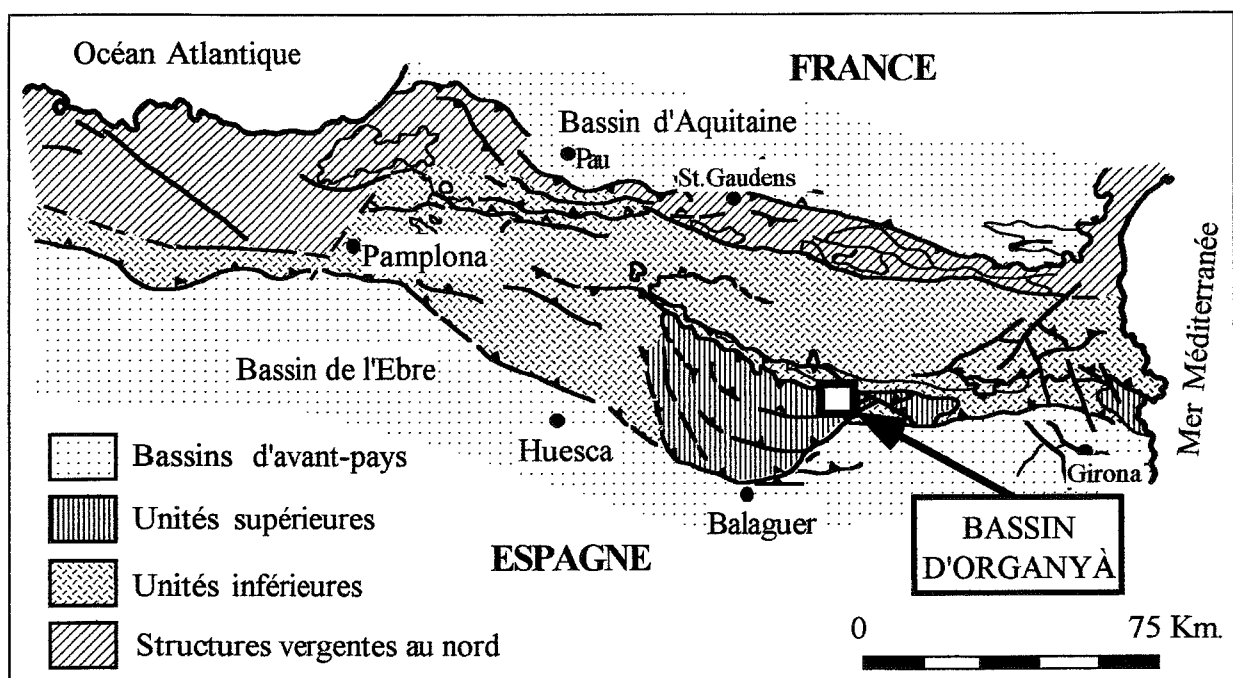 Océan Atlantique
FRANCE
Bassin d'Aquitaine
Pau
St. Gaudens
Pamplona
Mer Méditerranée
Bassin de l'Ebre
Huesca
Girona
Balaguer
BASSIN
D'ORGANYÀ
ESPAGNE
Bassins d'avant-pays
Unités supérieures
Unités inférieures
Structures vergentes au nord
0
75 Km.